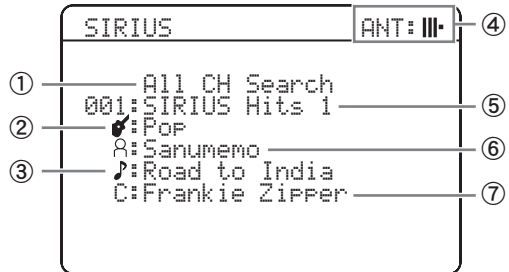 SIRIUS ANT: ④
① All CH Search
001:SIRIUS Hits 1 ⑤
② :Pop
:Sanumemo ⑥
③ ♪:Road to India
C:Frankie Zipper ⑦